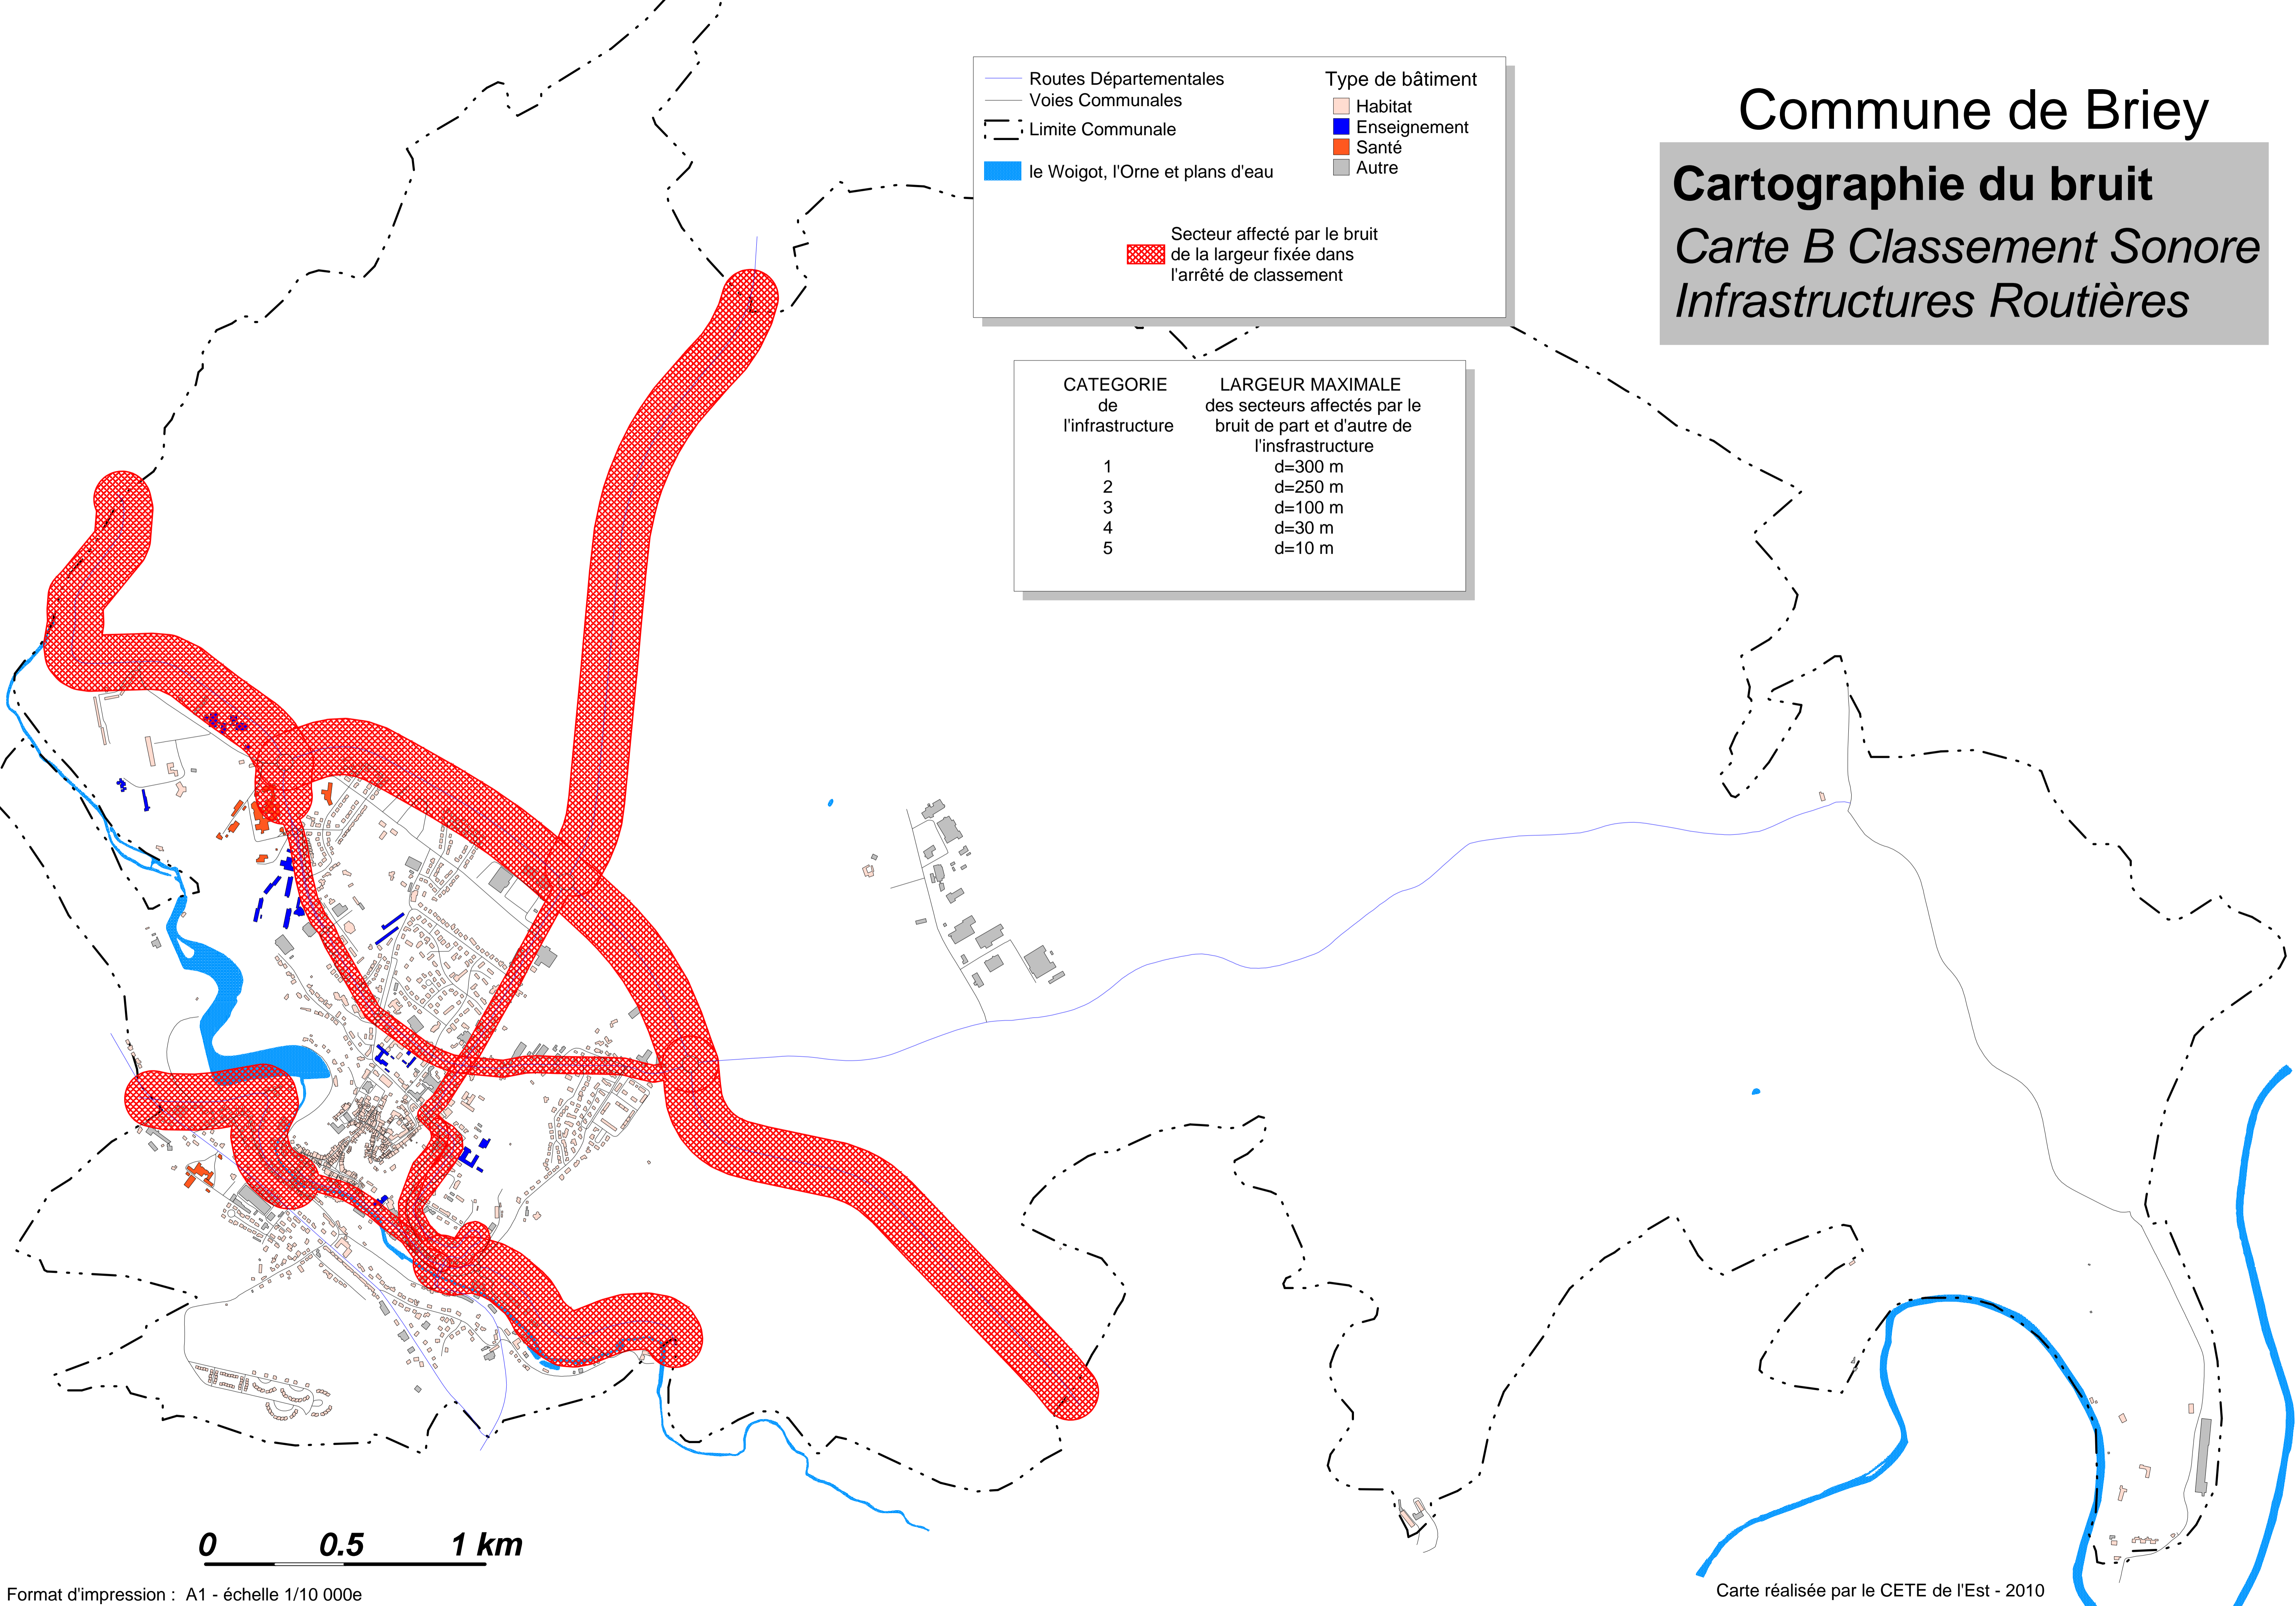 Commune de Briey
Cartographie du bruit
Carte B Classement Sonore
Infrastructures Routières
Routes Départementales
Voies Communales
Limite Communale
le Woigot, l'Orne et plans d'eau
Type de bâtiment
Habitat
Enseignement
Santé
Autre
Secteur affecté par le bruit
de la largeur fixée dans
l'arrêté de classement
CATEGORIE
de
l'infrastructure
LARGEUR MAXIMALE
des secteurs affectés par le
bruit de part et d'autre de
l'insfrastructure
1 d=300 m
2 d=250 m
3 d=100 m
4 d=30 m
5 d=10 m
0 0.5 1 km
Format d'impression : A1 - échelle 1/10 000e
Carte réalisée par le CETE de l'Est - 2010